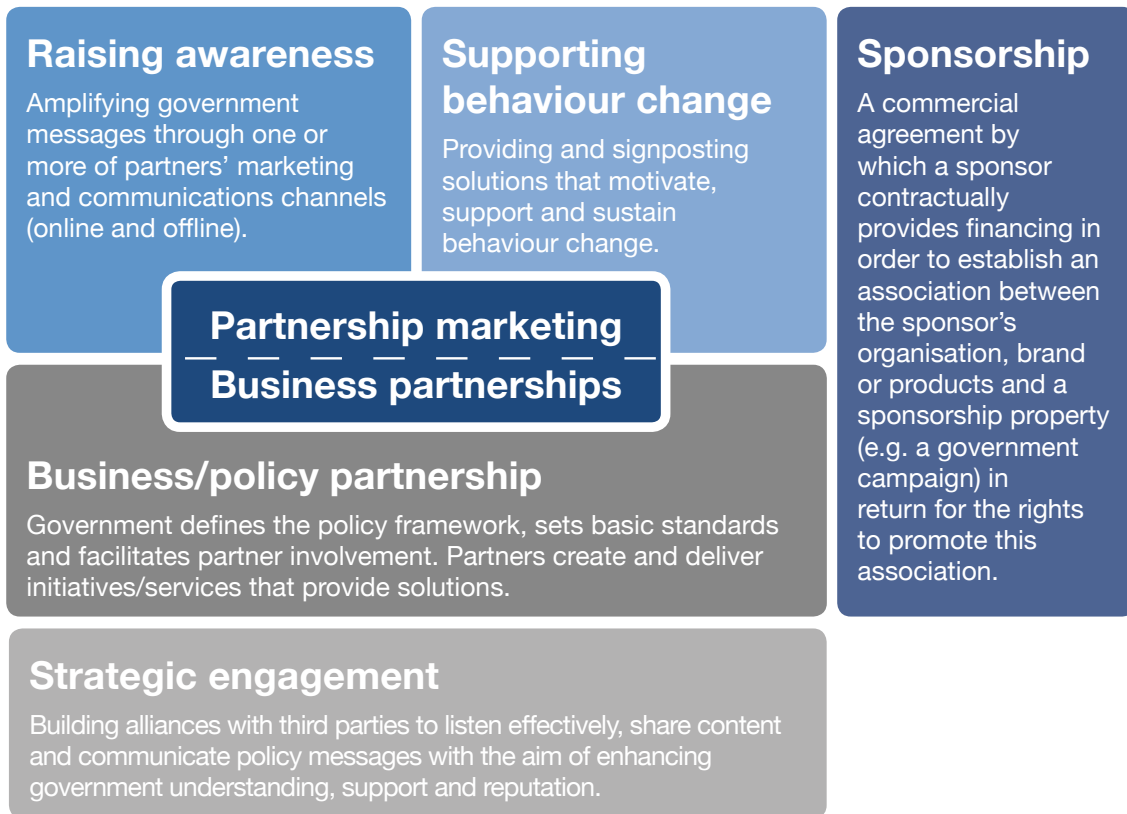 Raising awareness
Amplifying government
messages through one or
more of partners’ marketing
and communications channels
(online and offline).
Supporting
behaviour change
Providing and signposting
solutions that motivate,
support and sustain
behaviour change.
Partnership marketing
Business partnerships
Business/policy partnership
Government defines the policy framework, sets basic standards
and facilitates partner involvement. Partners create and deliver
initiatives/services that provide solutions.
Strategic engagement
Building alliances with third parties to listen effectively, share content
and communicate policy messages with the aim of enhancing
government understanding, support and reputation.
Sponsorship
A commercial
agreement by
which a sponsor
contractually
provides financing in
order to establish an
association between
the sponsor’s
organisation, brand
or products and a
sponsorship property
(e.g. a government
campaign) in
return for the rights
to promote this
association.